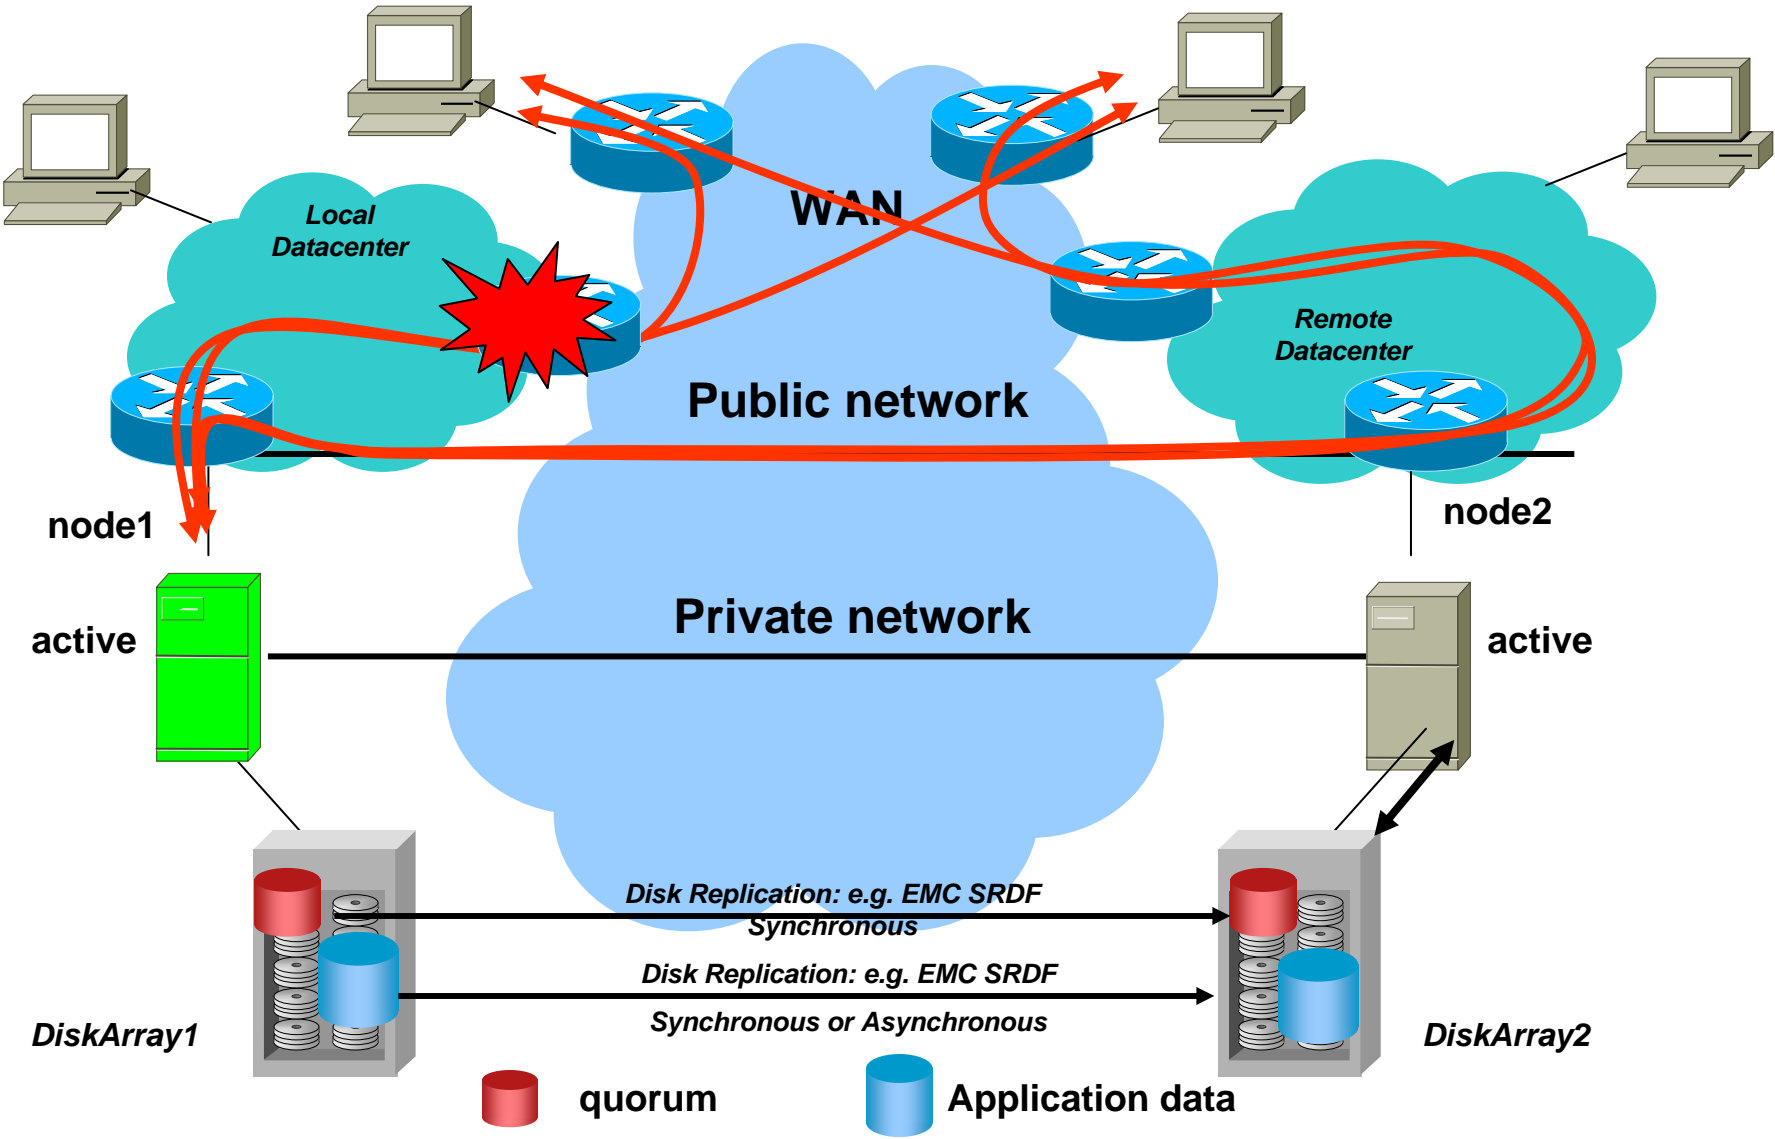 WAN
Local
Datacenter
Remote
Datacenter
Public network
node1
node2
Private network
active
active
Disk Replication: e.g. EMC SRDF
Synchronous
Disk Replication: e.g. EMC SRDF
Synchronous or Asynchronous
DiskArray1
DiskArray2
quorum
Application data